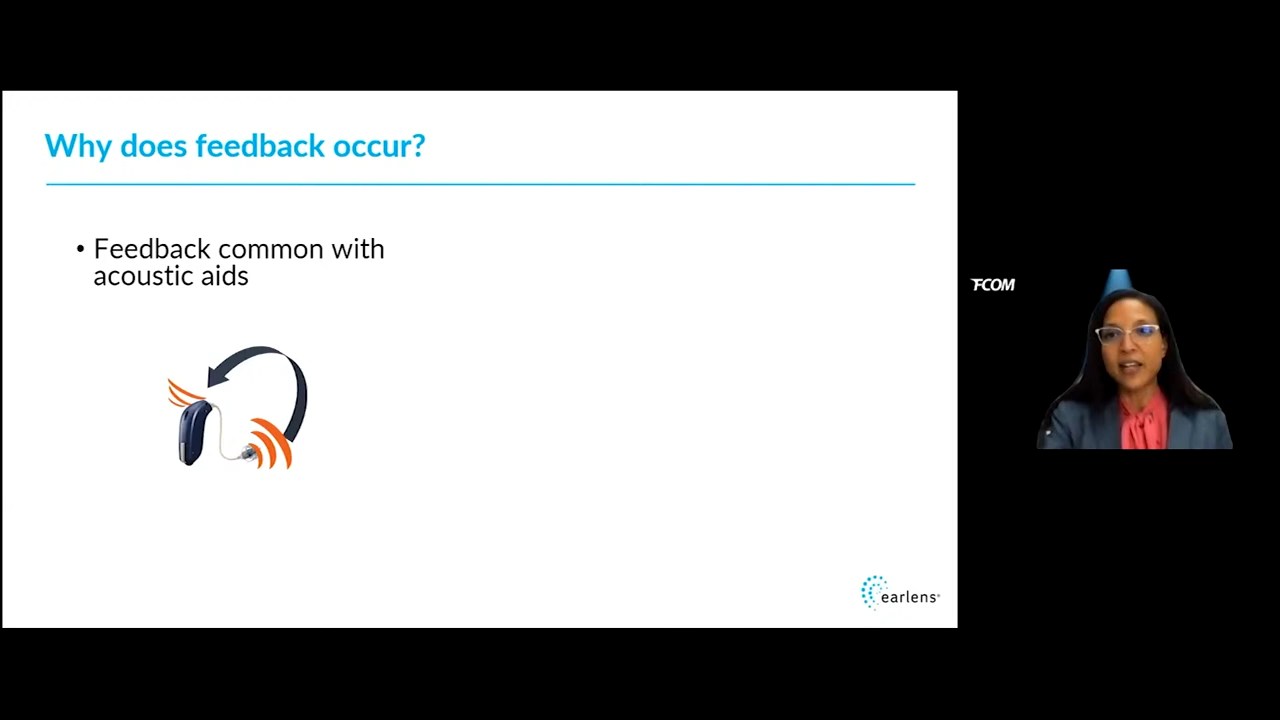 Why does feedback occur?
• Feedback common with
acoustic aids
FCOM
earlens